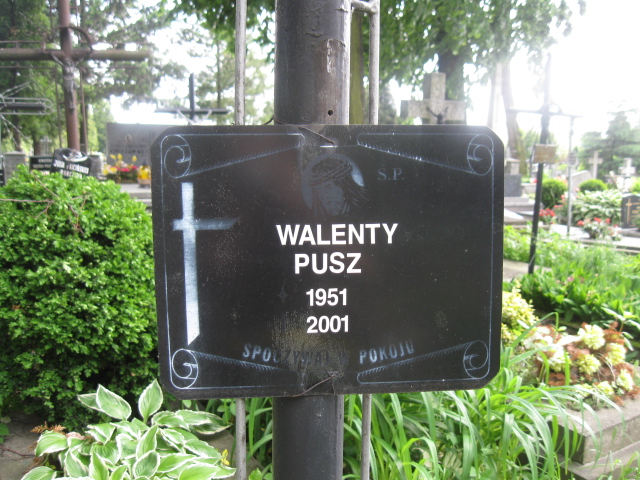 Ś.P.
WALENTY
PUSZ
1951
2001
SPOCZYWAJ W POKOJU